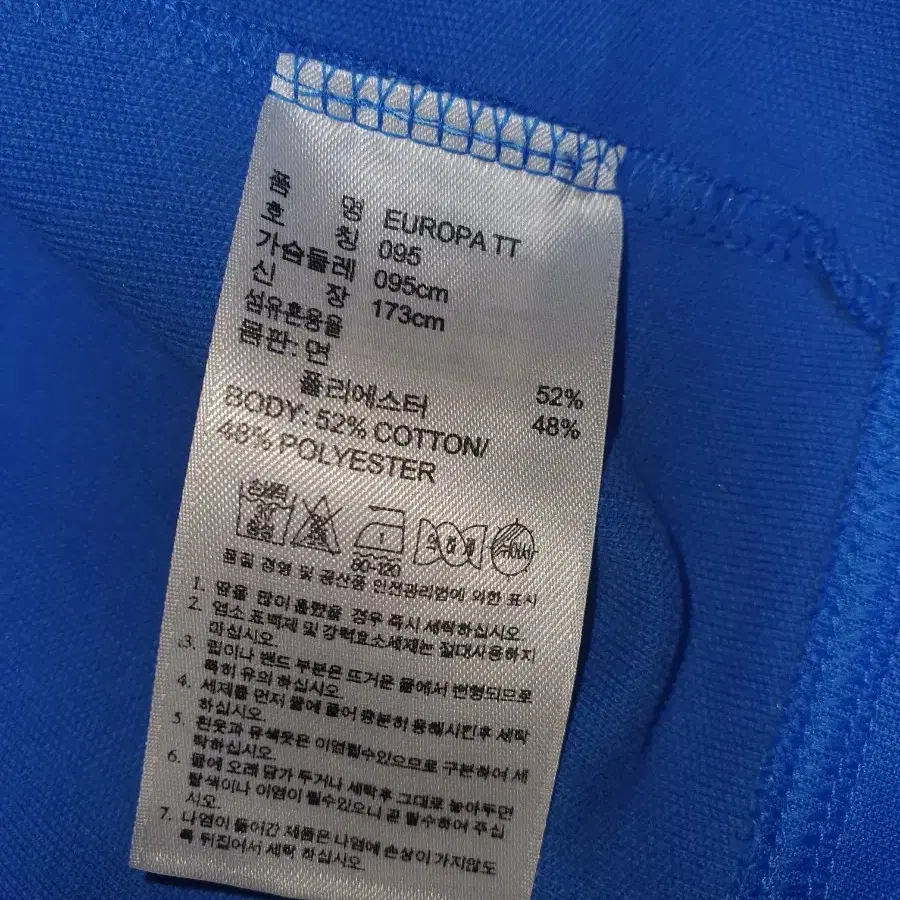 품 명 EUROPA TT
호 칭 095
가슴둘레 095cm
신 장 173cm
섬유혼용율
몸판: 면 52%
폴리에스터 48%
BODY: 52% COTTON/
48% POLYESTER
80-120
품질 경영 및 공산품 안전관리법에 의한 표시
1. 땀을 많이 흘렸을 경우 즉시 세탁하십시오.
2. 염소 표백제 및 강력효소세제는 절대사용하지
마십시오.
3. 립이나 밴드 부분은 뜨거운 물에서 변형되므로
특히 유의 하십시오.
4. 세제를 먼저 물에 풀어 충분히 용해시킨후 세탁
하십시오.
5. 흰옷과 유색옷은 이염될수있으므로 구분하여 세
탁하십시오.
6. 물에 오래 담가 두거나 세탁후 그대로 놓아두면
탈색이나 이염이 될수있으니 곧 탈수하여 주십
시오.
7. 나염이 들어간 제품은 나염에 손상이 가지않도
록 뒤집어서 세탁 하십시오.